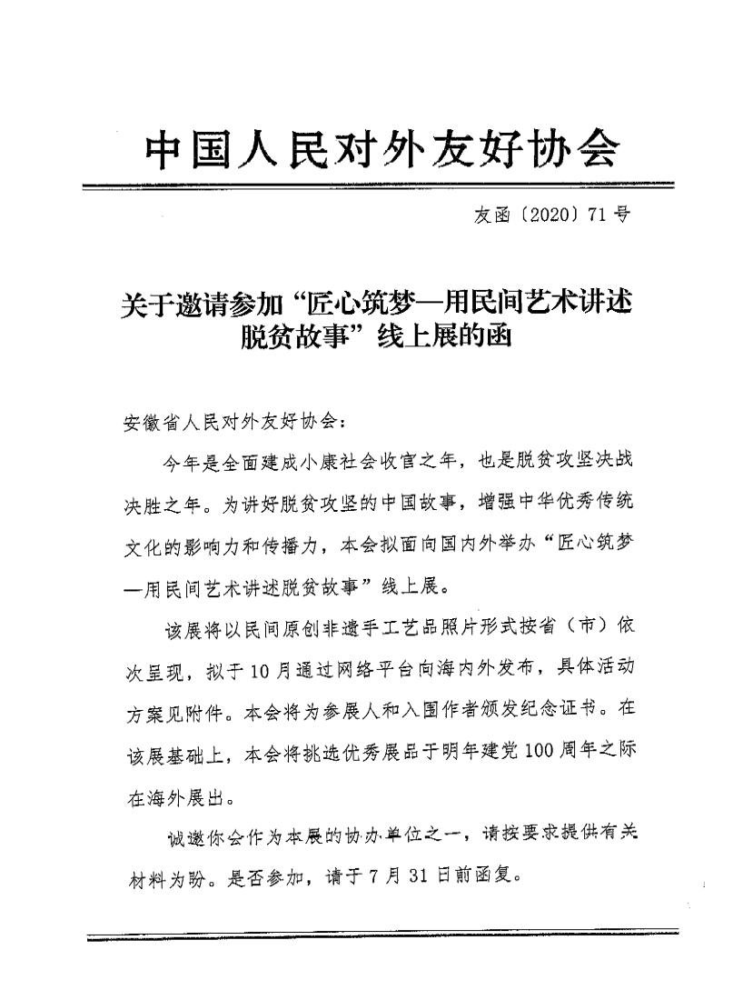 中国人民对外友好协会
友函〔2020〕71号
关于邀请参加“匠心筑梦—用民间艺术讲述
脱贫故事”线上展的函
安徽省人民对外友好协会：
今年是全面建成小康社会收官之年，也是脱贫攻坚决战
决胜之年。为讲好脱贫攻坚的中国故事，增强中华优秀传统
文化的影响力和传播力，本会拟面向国内外举办“匠心筑梦
—用民间艺术讲述脱贫故事”线上展。
该展将以民间原创非遗手工艺品照片形式按省（市）依
次呈现，拟于10月通过网络平台向海内外发布，具体活动
方案见附件。本会将为参展人和入围作者颁发纪念证书。在
该展基础上，本会将挑选优秀展品于明年建党100周年之际
在海外展出。
诚邀你会作为本展的协办单位之一，请按要求提供有关
材料为盼。是否参加，请于7月31日前函复。